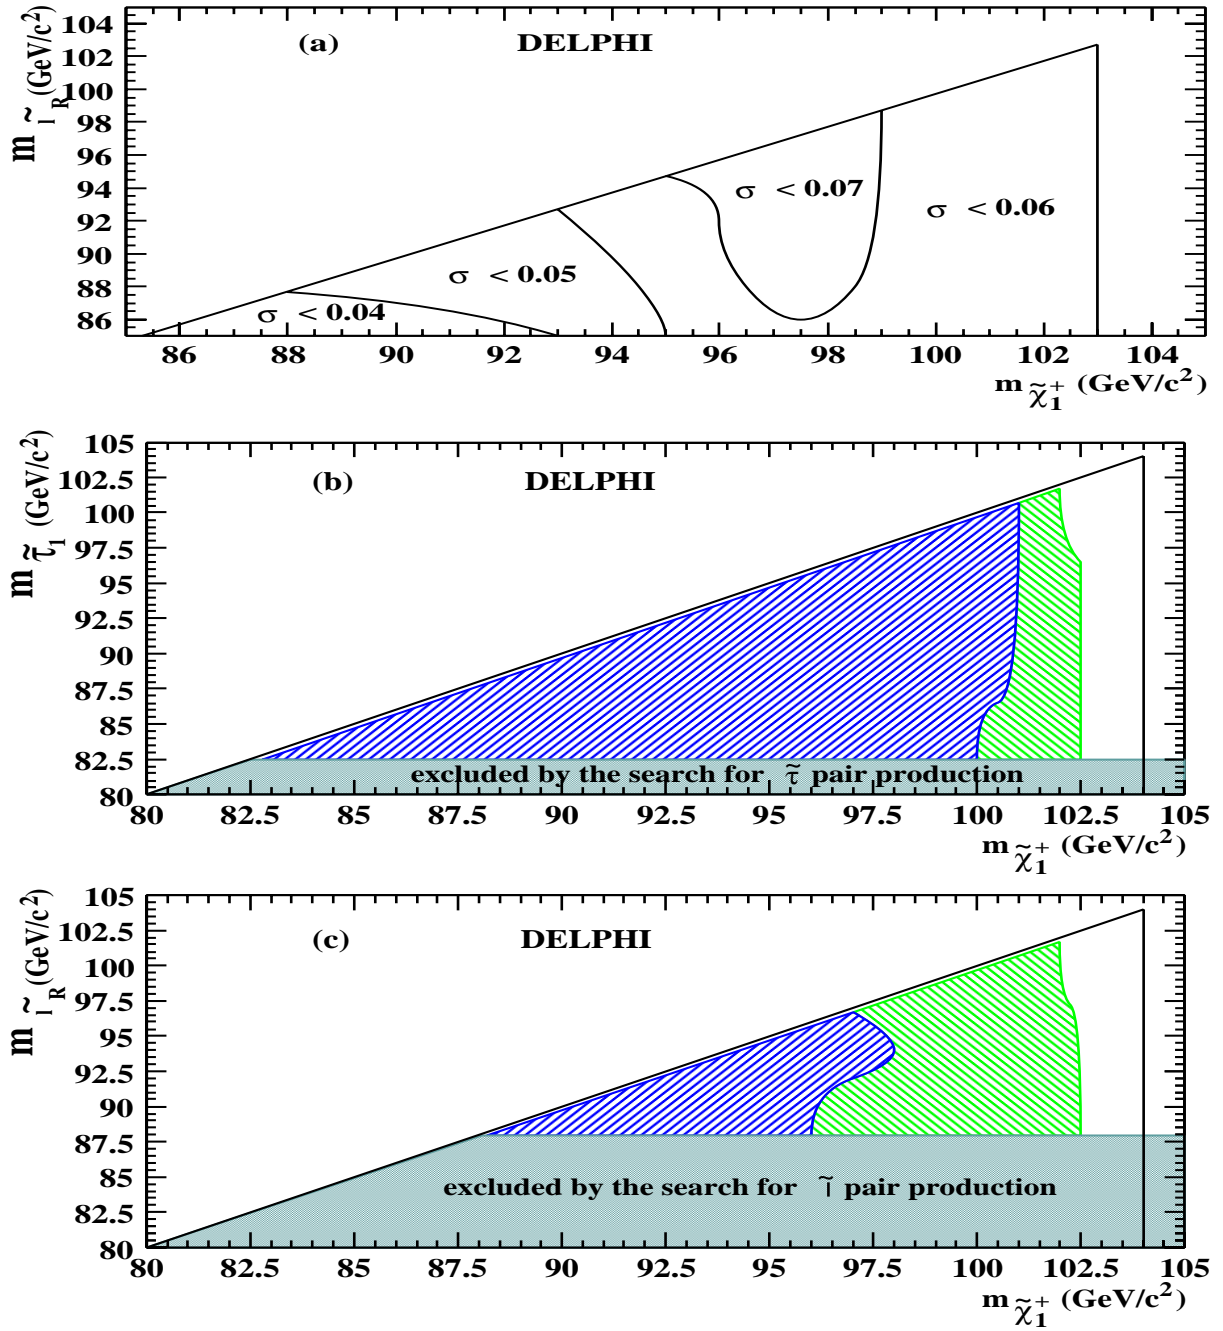 (a) DELPHI
m l̃R (GeV/c²)
104
102
100
98
96
94
92
90
88
86
σ < 0.07
σ < 0.06
σ < 0.05
σ < 0.04
86 88 90 92 94 96 98 100 102 104
m χ̃₁⁺ (GeV/c²)
(b) DELPHI
m τ̃₁ (GeV/c²)
105
102.5
100
97.5
95
92.5
90
87.5
85
82.5
80
excluded by the search for τ̃ pair production
80 82.5 85 87.5 90 92.5 95 97.5 100 102.5 105
m χ̃₁⁺ (GeV/c²)
(c) DELPHI
m l̃R (GeV/c²)
105
102.5
100
97.5
95
92.5
90
87.5
85
82.5
80
excluded by the search for l̃ pair production
80 82.5 85 87.5 90 92.5 95 97.5 100 102.5 105
m χ̃₁⁺ (GeV/c²)